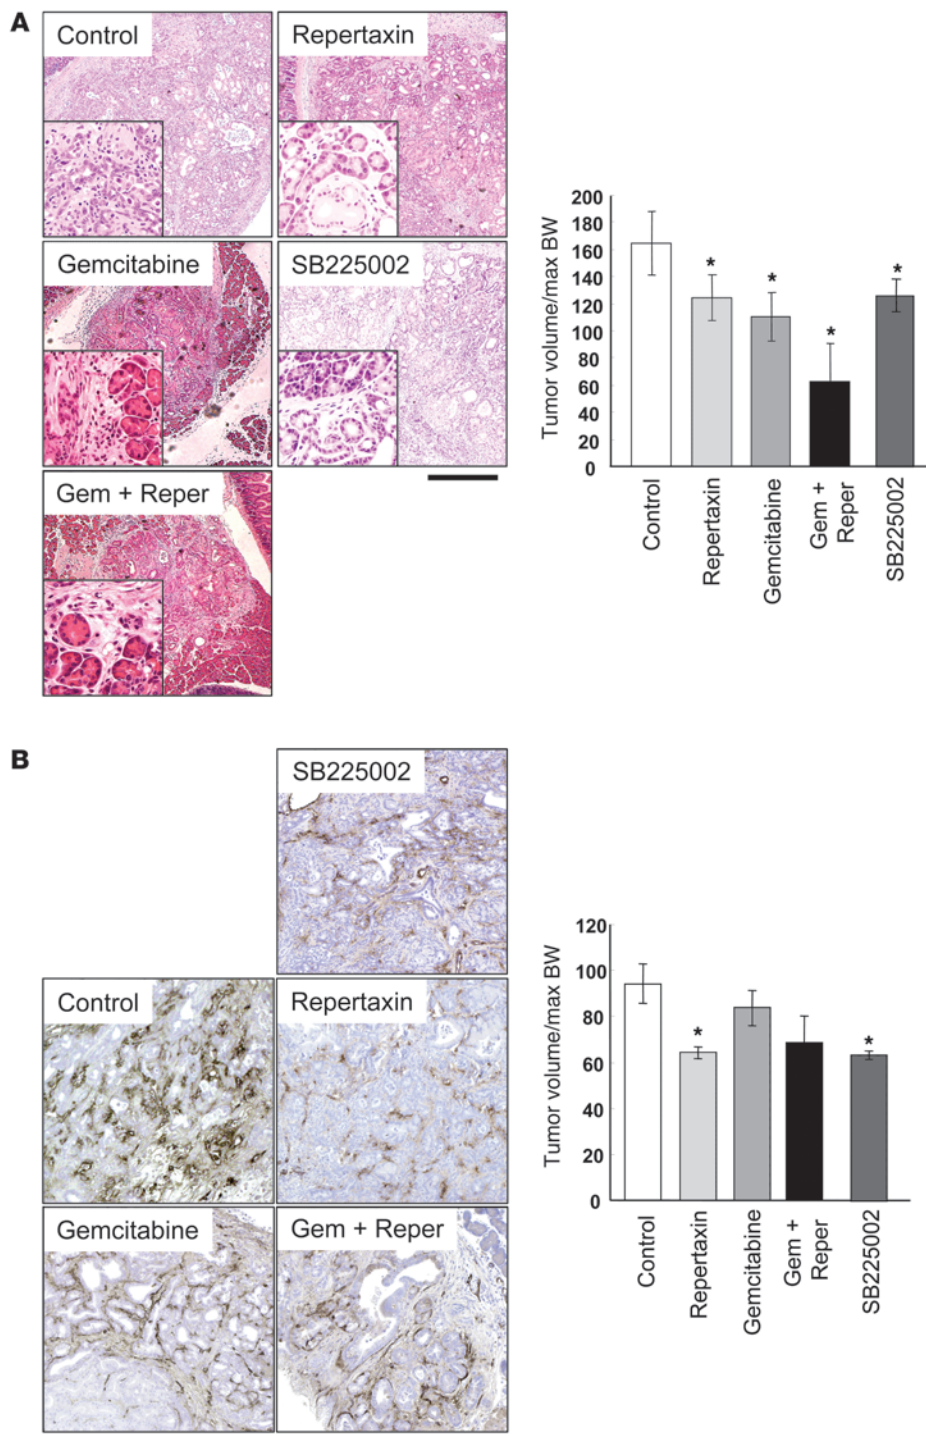 A
Control
Repertaxin
Gemcitabine
SB225002
Gem + Reper
Tumor volume/max BW
200
160
140
120
100
80
60
40
20
0
Control
Repertaxin
Gemcitabine
Gem +
Reper
SB225002
*
*
*
*
B
SB225002
Control
Repertaxin
Gemcitabine
Gem + Reper
Tumor volume/max BW
120
100
80
60
40
20
0
Control
Repertaxin
Gemcitabine
Gem +
Reper
SB225002
*
*